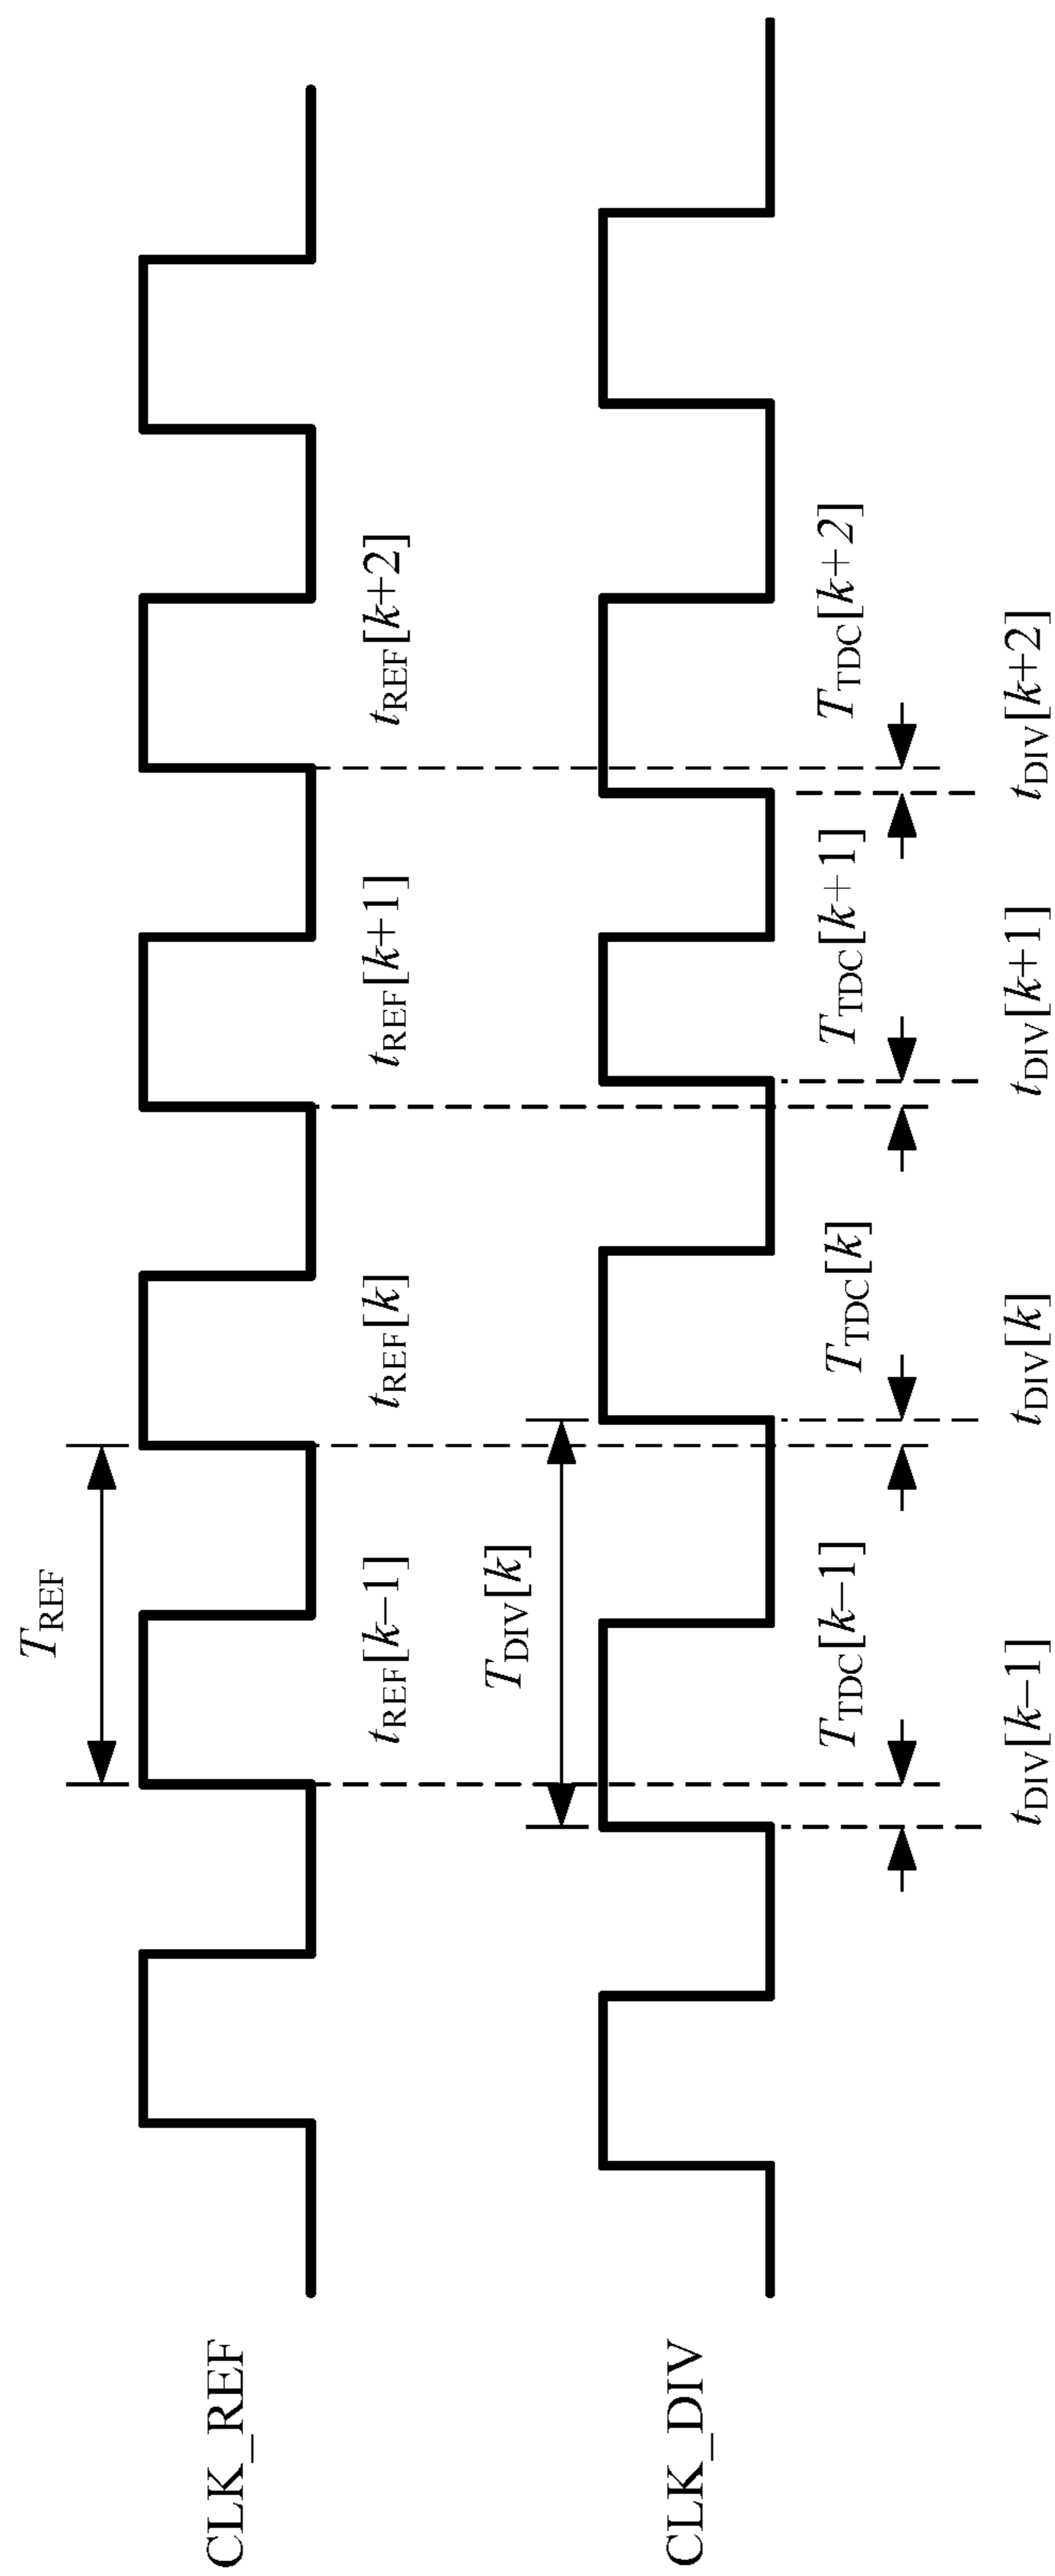 T_REF
CLK_REF
t_REF[k−1] t_REF[k] t_REF[k+1] t_REF[k+2]
T_DIV[k]
CLK_DIV
T_TDC[k−1] T_TDC[k] T_TDC[k+1] T_TDC[k+2]
t_DIV[k−1] t_DIV[k] t_DIV[k+1] t_DIV[k+2]